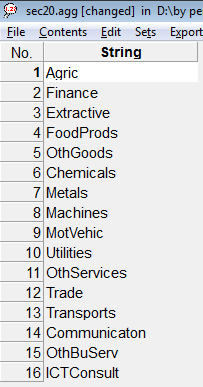 sec20.agg [changed] in D:\by pe
File Contents Edit Sets Export
No. String
1 Agric
2 Finance
3 Extractive
4 FoodProds
5 OthGoods
6 Chemicals
7 Metals
8 Machines
9 MotVehic
10 Utilities
11 OthServices
12 Trade
13 Transports
14 Communicaton
15 OthBuServ
16 ICTConsult